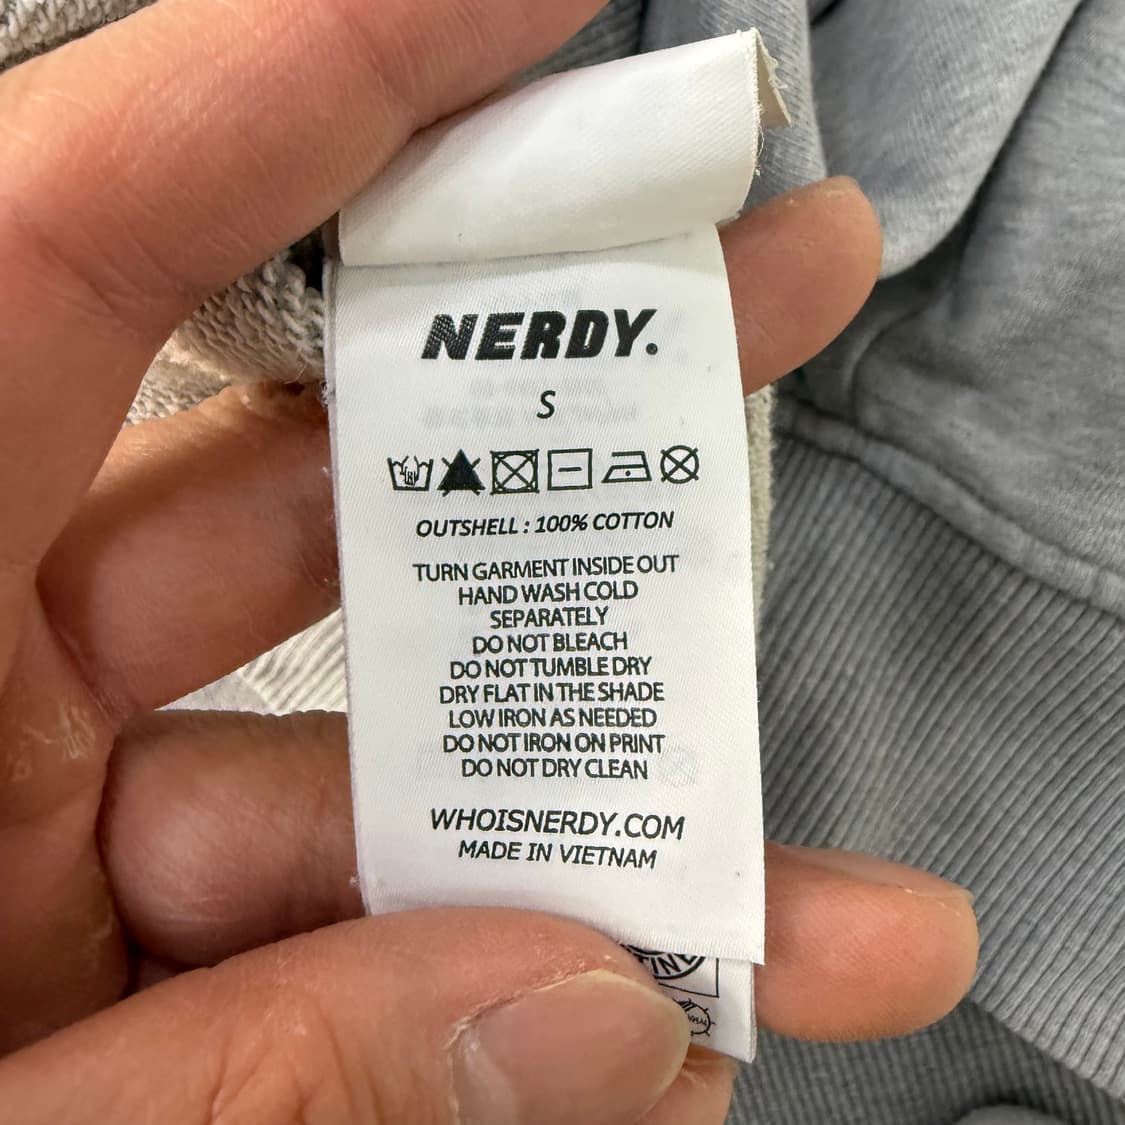 NERDY.
S
OUTSHELL : 100% COTTON
TURN GARMENT INSIDE OUT
HAND WASH COLD
SEPARATELY
DO NOT BLEACH
DO NOT TUMBLE DRY
DRY FLAT IN THE SHADE
LOW IRON AS NEEDED
DO NOT IRON ON PRINT
DO NOT DRY CLEAN
WHOISNERDY.COM
MADE IN VIETNAM